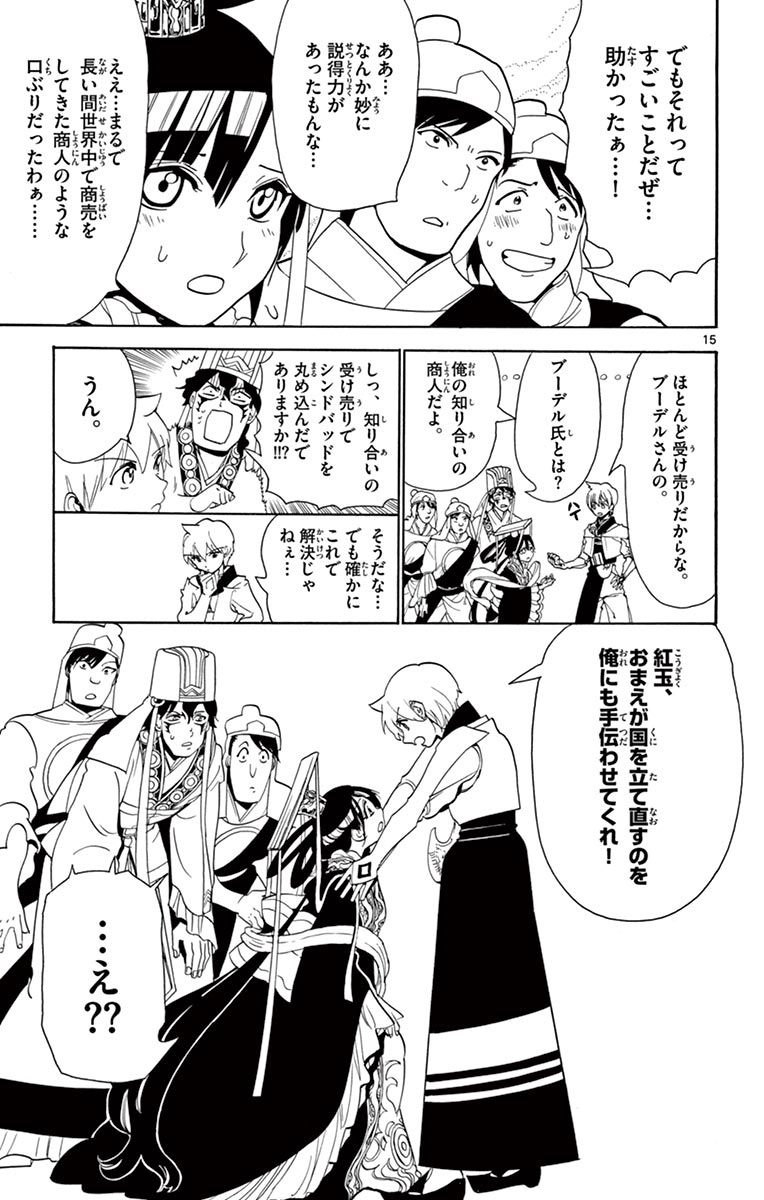 でもそれって
すごいことだぜ…
助かったぁ…！
ああ…
なんか妙に
説得力が
あったもんな…
ええ…まるで
長い間世界中で商売を
してきた商人のような
口ぶりだったわぁ……
15
ほとんど受け売りだからな。
ブーデルさんの。
ブーデル氏とは？
俺の知り合いの
商人だよ。
しっ、知り合いの
受け売りで
シンドバッドを
丸め込んだで
ありますか!!!?
うん。
そうだな…
でも確かに
これで
解決じゃ
ねぇ…
紅玉、
おまえが国を立て直すのを
俺にも手伝わせてくれ！
…え??